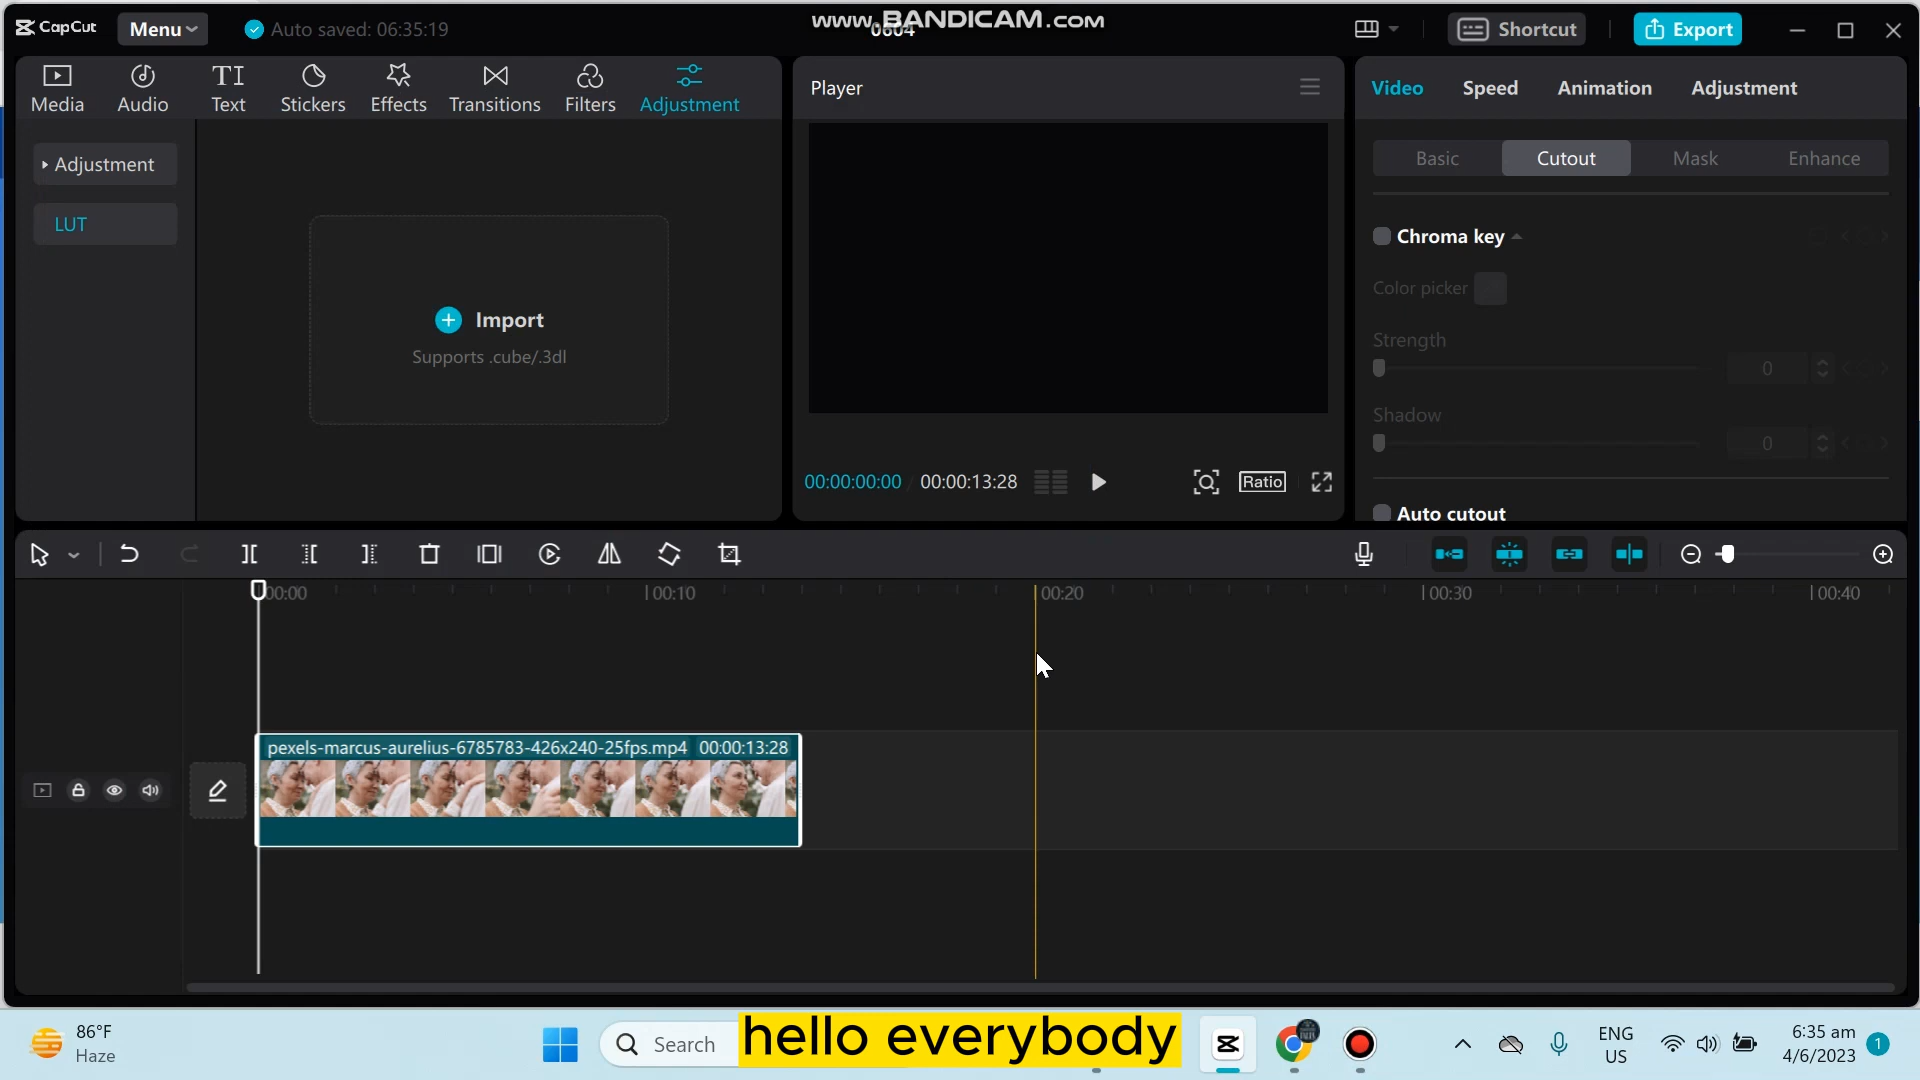 CapCut
Menu
Auto saved: 06:35:19
www.BANDICAM.com
0604
Shortcut
Export
Media
Audio
Text
Stickers
Effects
Transitions
Filters
Adjustment
Player
Video
Speed
Animation
Adjustment
Adjustment
LUT
Import
Supports .cube/.3dl
Basic
Cutout
Mask
Enhance
Chroma key
Color picker
Strength
0
Shadow
0
Auto cutout
00:00:00:00
00:00:13:28
Ratio
00:00
00:10
00:20
00:30
00:40
pexels-marcus-aurelius-6785783-426x240-25fps.mp4 00:00:13:28
86°F
Haze
Search
hello everybody
ENG
US
6:35 am
4/6/2023
1